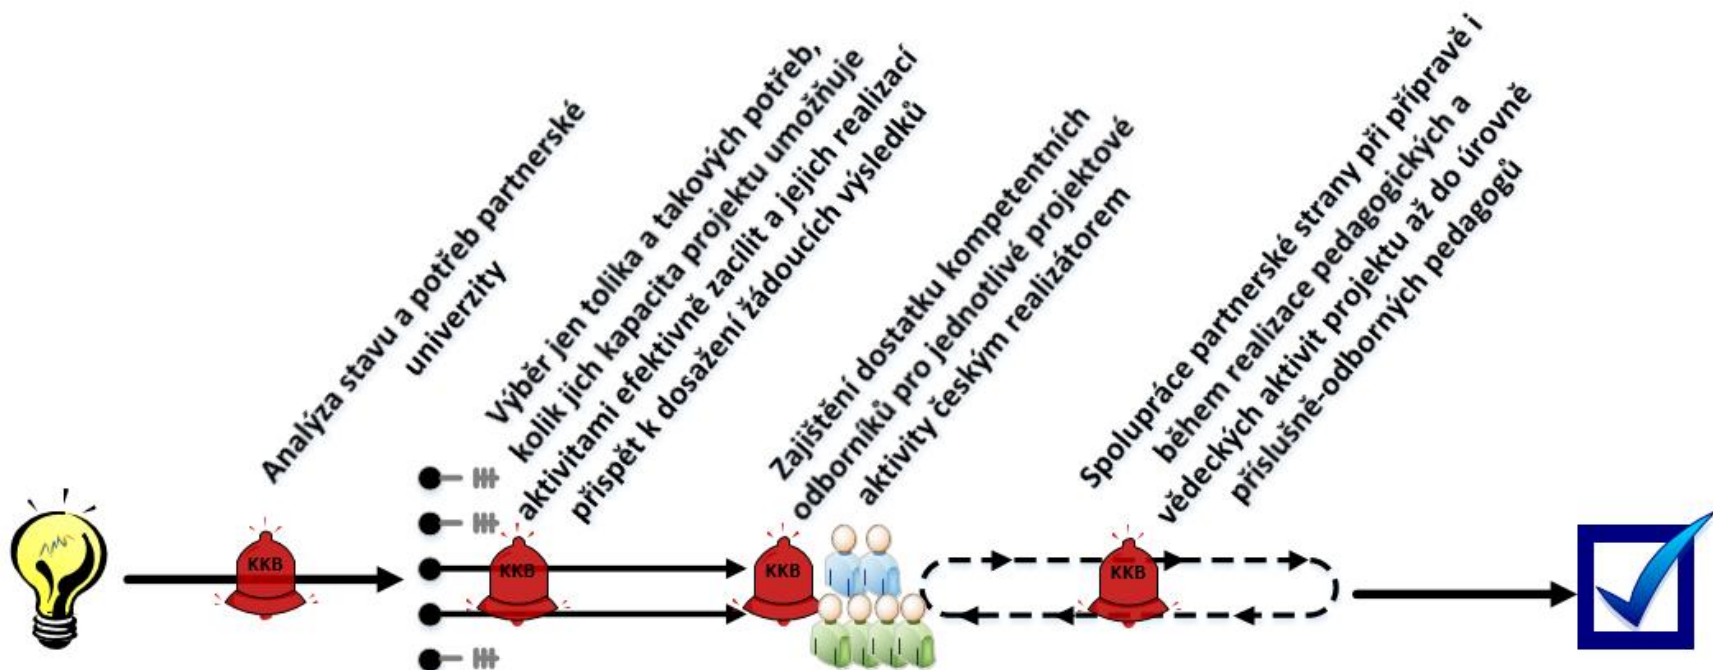 Analýza stavu a potřeb partnerské
univerzity
Výběr jen tolika a takových potřeb,
kolik jich kapacita projektu umožňuje
aktivitami efektivně zacílit a jejich realizací
přispět k dosažení žádoucích výsledků
Zajištění dostatku kompetentních
odborníků pro jednotlivé projektové
aktivity českým realizátorem
Spolupráce partnerské strany při přípravě i
během realizace pedagogických a
vědeckých aktivit projektu až do úrovně
příslušně-odborných pedagogů
KKB
KKB
KKB
KKB